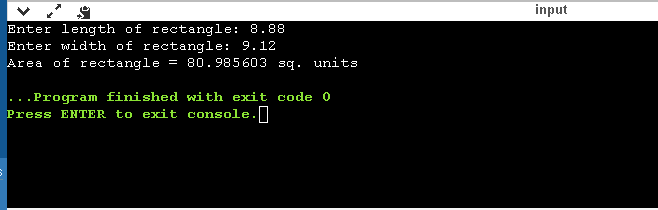 input
Enter length of rectangle: 8.88
Enter width of rectangle: 9.12
Area of rectangle = 80.985603 sq. units
...Program finished with exit code 0
Press ENTER to exit console.